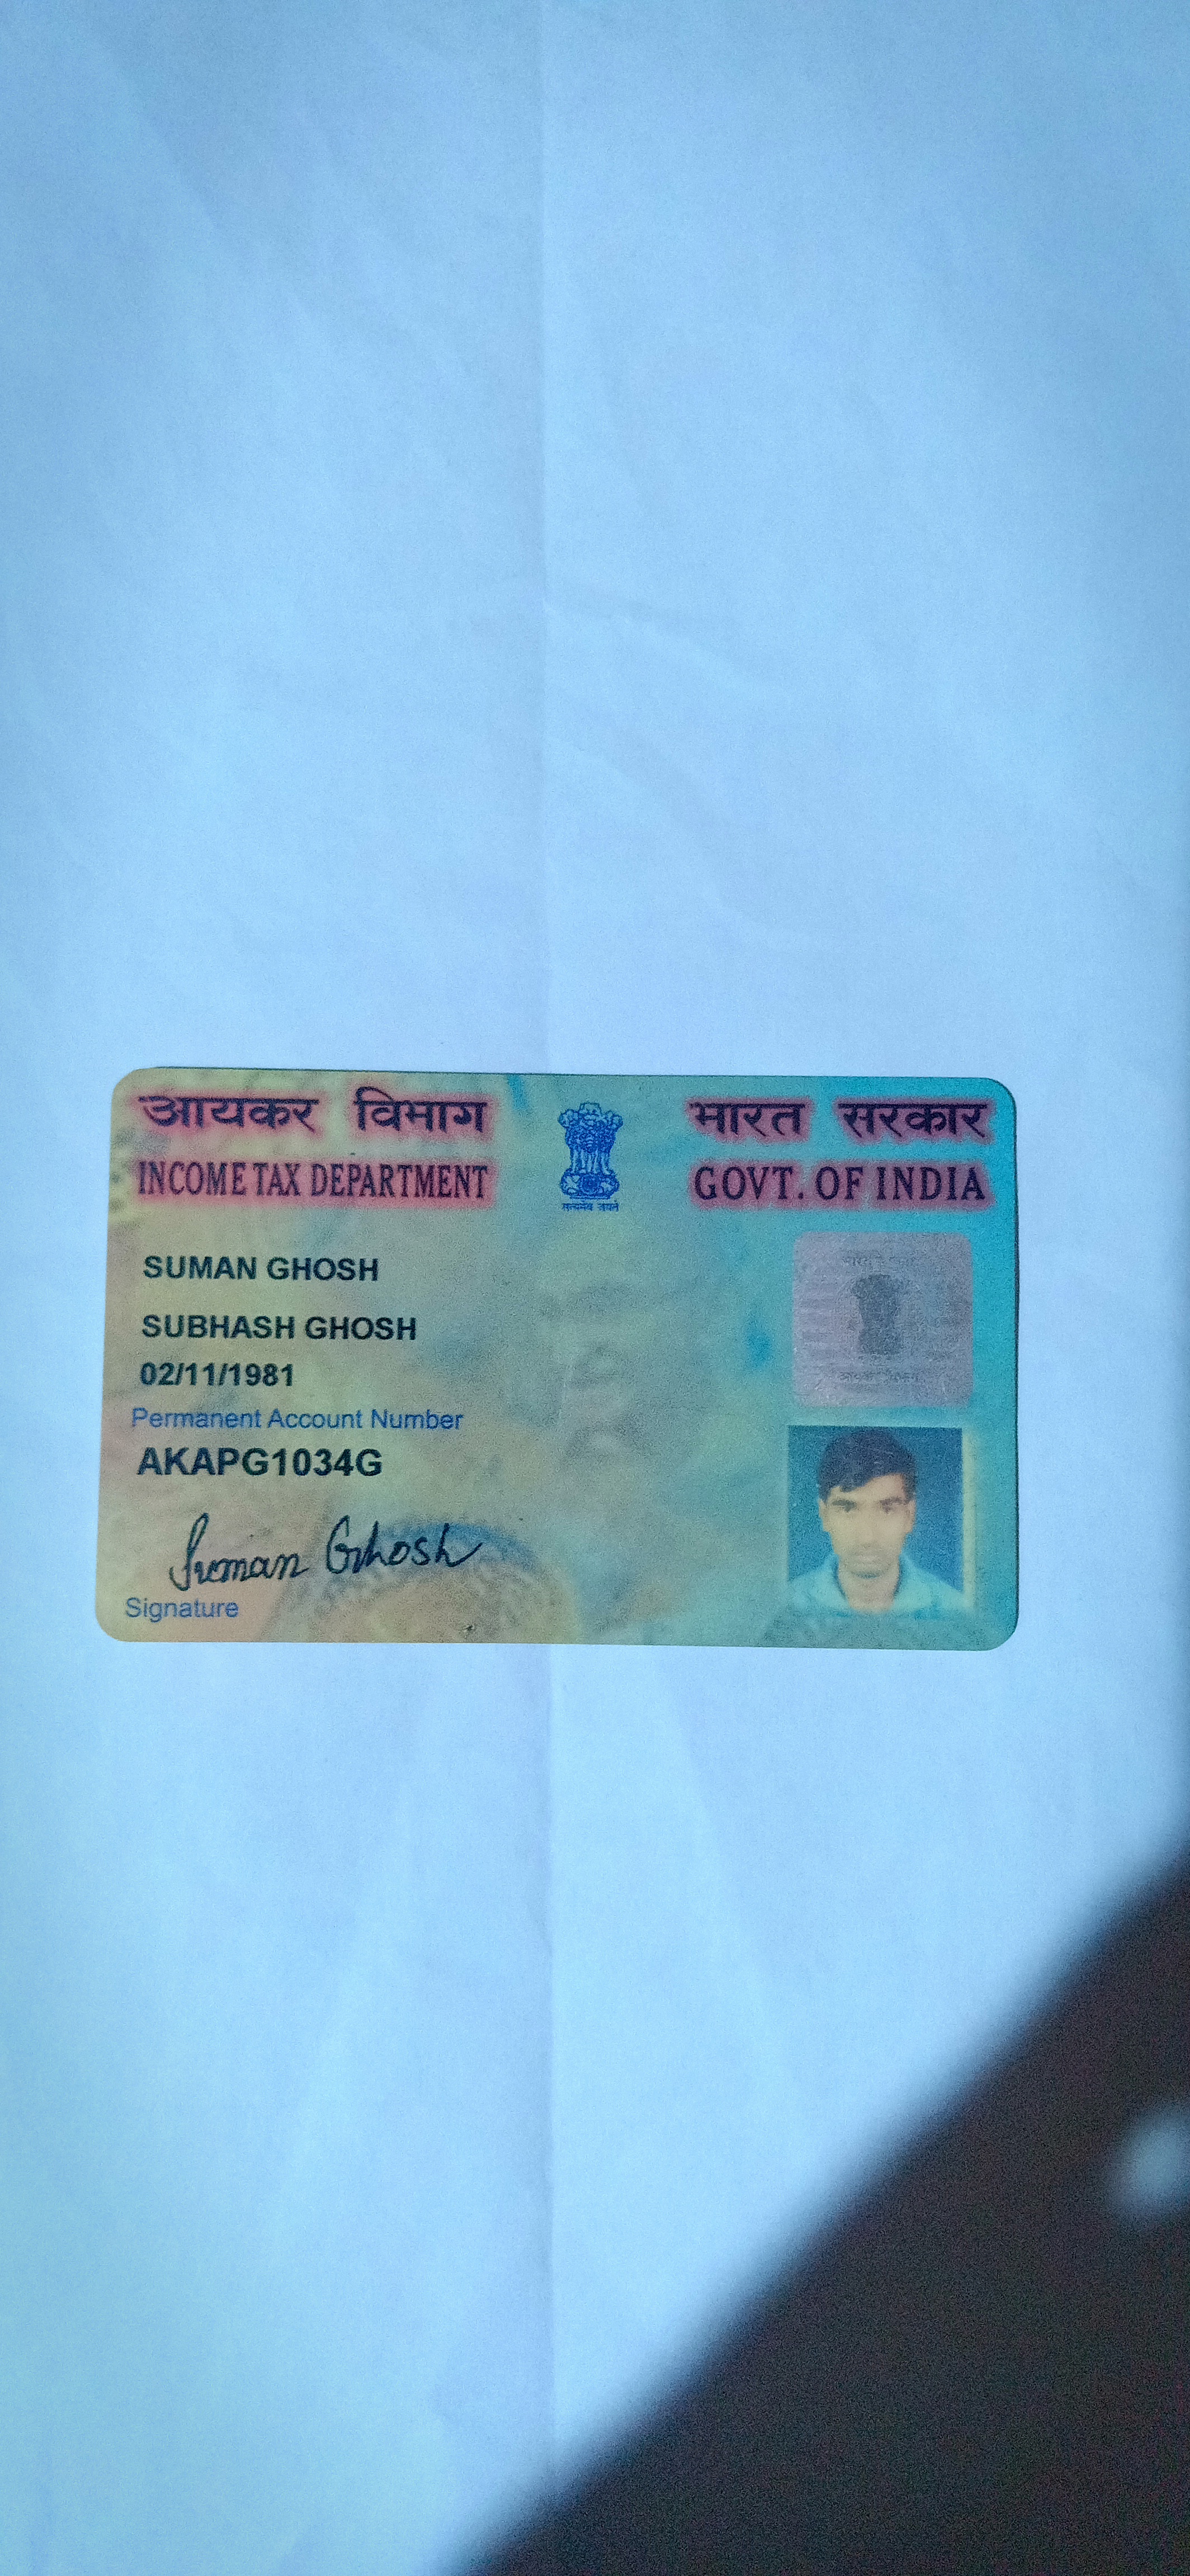 आयकर विभाग
INCOME TAX DEPARTMENT
सत्यमेव जयते
भारत सरकार
GOVT. OF INDIA
SUMAN GHOSH
SUBHASH GHOSH
02/11/1981
Permanent Account Number
AKAPG1034G
Suman Ghosh
Signature